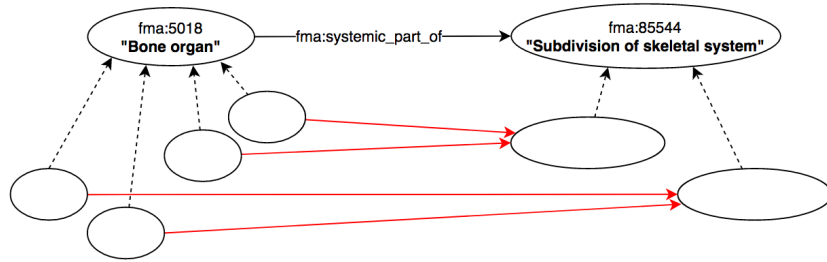 fma:5018
"Bone organ"
fma:systemic_part_of
fma:85544
"Subdivision of skeletal system"